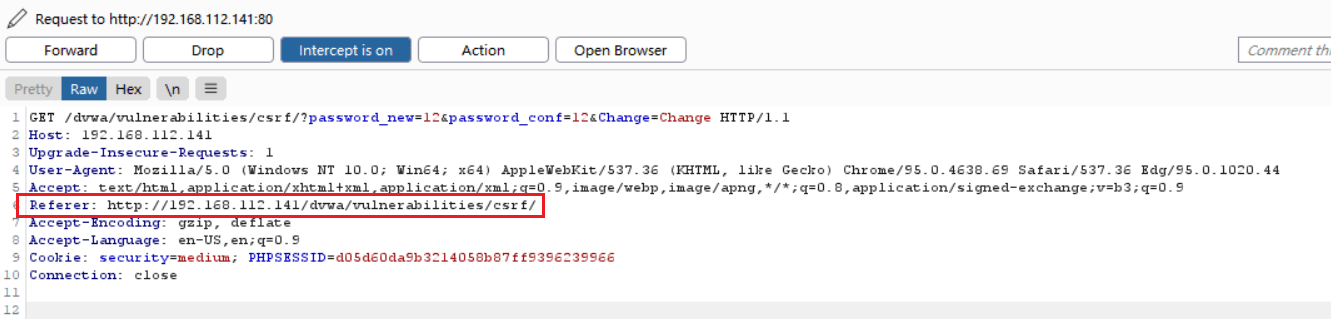 Request to http://192.168.112.141:80
Forward Drop Intercept is on Action Open Browser Comment thi
Pretty Raw Hex \n
1 GET /dvwa/vulnerabilities/csrf/?password_new=12&password_conf=12&Change=Change HTTP/1.1
2 Host: 192.168.112.141
3 Upgrade-Insecure-Requests: 1
4 User-Agent: Mozilla/5.0 (Windows NT 10.0; Win64; x64) AppleWebKit/537.36 (KHTML, like Gecko) Chrome/95.0.4638.69 Safari/537.36 Edg/95.0.1020.44
5 Accept: text/html,application/xhtml+xml,application/xml;q=0.9,image/webp,image/apng,*/*;q=0.8,application/signed-exchange;v=b3;q=0.9
6 Referer: http://192.168.112.141/dvwa/vulnerabilities/csrf/
7 Accept-Encoding: gzip, deflate
8 Accept-Language: en-US,en;q=0.9
9 Cookie: security=medium; PHPSESSID=d05d60da9b3214058b87ff9396239966
10 Connection: close
11
12